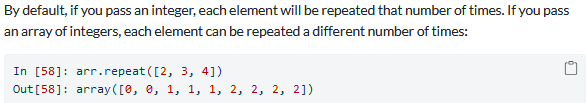 By default, if you pass an integer, each element will be repeated that number of times. If you pass
an array of integers, each element can be repeated a different number of times:
In [58]: arr.repeat([2, 3, 4])
Out[58]: array([0, 0, 1, 1, 1, 2, 2, 2, 2])